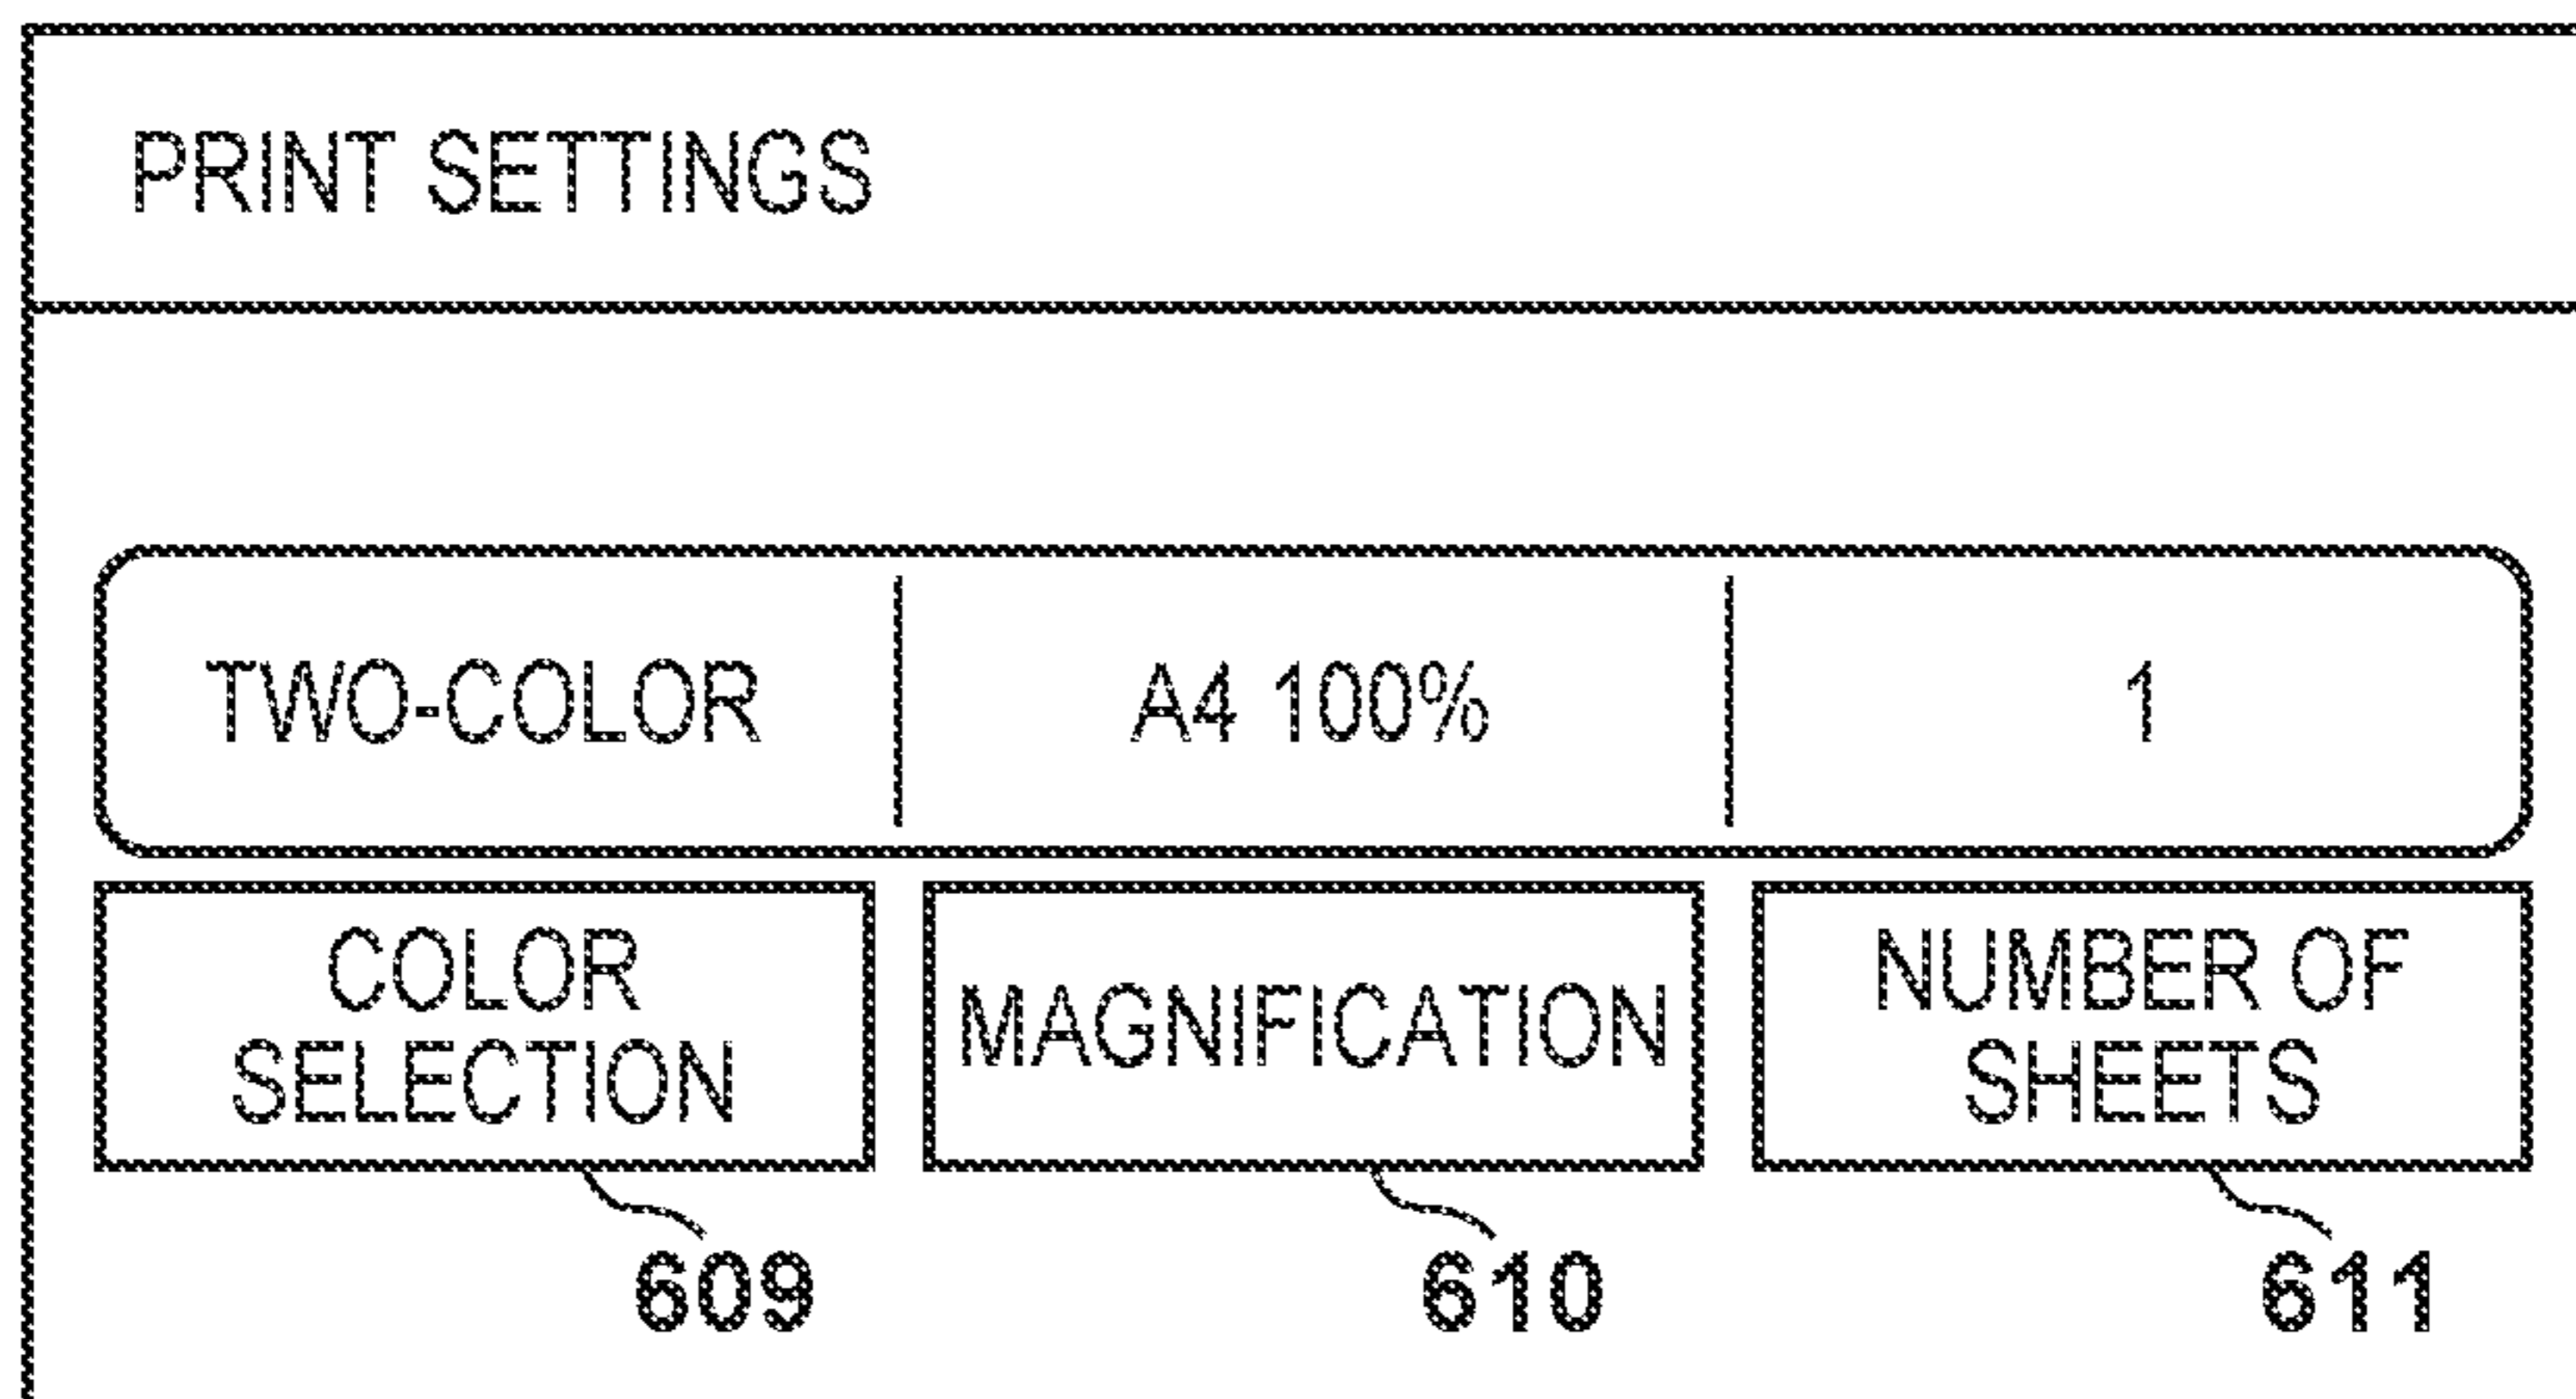 PRINT SETTINGS
TWO-COLOR
A4 100%
1
COLOR
SELECTION
MAGNIFICATION
NUMBER OF
SHEETS
609
610
611